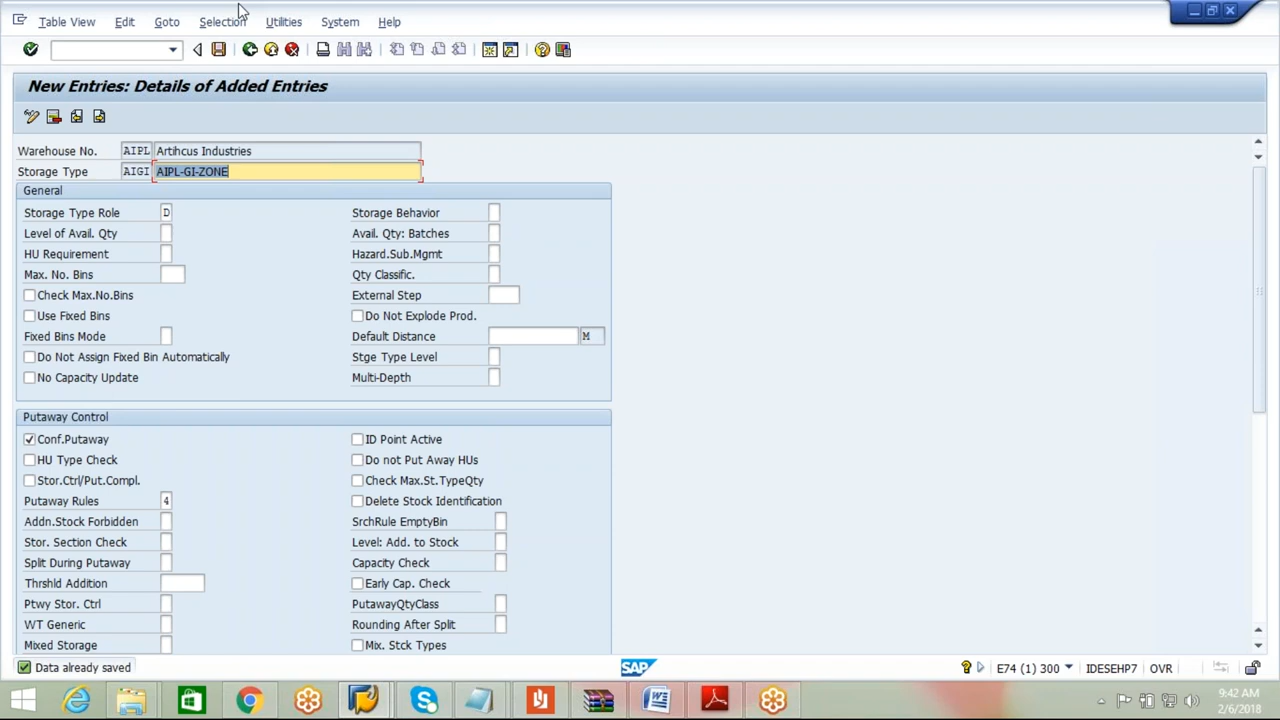 Table View Edit Goto Selection Utilities System Help
New Entries: Details of Added Entries
Warehouse No. AIPL Artihcus Industries
Storage Type AIGI AIPL-GI-ZONE
General
Storage Type Role D Storage Behavior
Level of Avail. Qty Avail. Qty: Batches
HU Requirement Hazard.Sub.Mgmt
Max. No. Bins Qty Classific.
Check Max.No.Bins External Step
Use Fixed Bins Do Not Explode Prod.
Fixed Bins Mode Default Distance M
Do Not Assign Fixed Bin Automatically Stge Type Level
No Capacity Update Multi-Depth
Putaway Control
Conf.Putaway ID Point Active
HU Type Check Do not Put Away HUs
Stor.Ctrl/Put.Compl. Check Max.St.TypeQty
Putaway Rules 4 Delete Stock Identification
Addn.Stock Forbidden SrchRule EmptyBin
Stor. Section Check Level: Add. to Stock
Split During Putaway Capacity Check
Thrshld Addition Early Cap. Check
Ptwy Stor. Ctrl PutawayQtyClass
WT Generic Rounding After Split
Mixed Storage Mix. Stck Types
Data already saved SAP E74 (1) 300 IDESEHP7 OVR
9:42 AM
2/6/2018